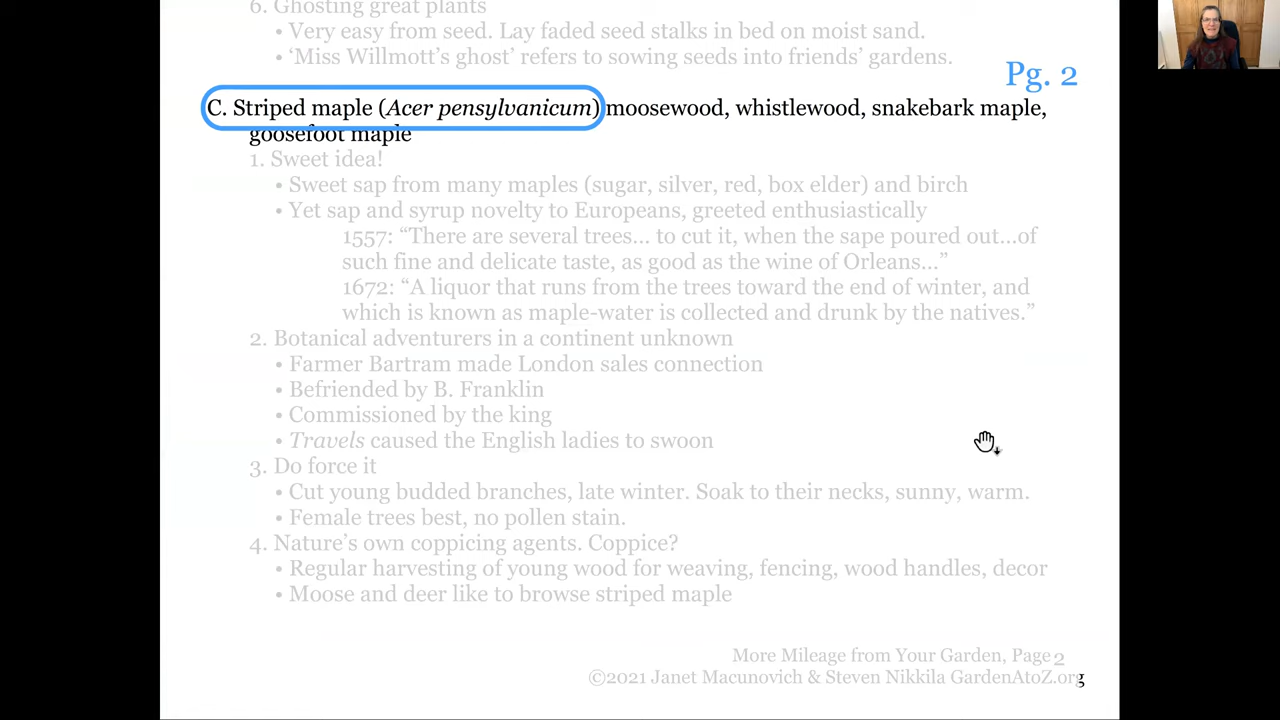 6. Ghosting great plants
• Very easy from seed. Lay faded seed stalks in bed on moist sand.
• ‘Miss Willmott’s ghost’ refers to sowing seeds into friends’ gardens.
Pg. 2
C. Striped maple (Acer pensylvanicum) moosewood, whistlewood, snakebark maple,
goosefoot maple
1. Sweet idea!
• Sweet sap from many maples (sugar, silver, red, box elder) and birch
• Yet sap and syrup novelty to Europeans, greeted enthusiastically
1557: “There are several trees... to cut it, when the sape poured out...of
such fine and delicate taste, as good as the wine of Orleans...”
1672: “A liquor that runs from the trees toward the end of winter, and
which is known as maple-water is collected and drunk by the natives.”
2. Botanical adventurers in a continent unknown
• Farmer Bartram made London sales connection
• Befriended by B. Franklin
• Commissioned by the king
• Travels caused the English ladies to swoon
3. Do force it
• Cut young budded branches, late winter. Soak to their necks, sunny, warm.
• Female trees best, no pollen stain.
4. Nature’s own coppicing agents. Coppice?
• Regular harvesting of young wood for weaving, fencing, wood handles, decor
• Moose and deer like to browse striped maple
More Mileage from Your Garden, Page 2
©2021 Janet Macunovich & Steven Nikkila GardenAtoZ.org